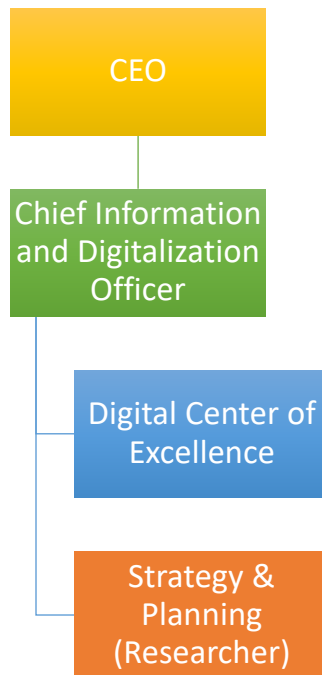 CEO
Chief Information
and Digitalization
Officer
Digital Center of
Excellence
Strategy &
Planning
(Researcher)